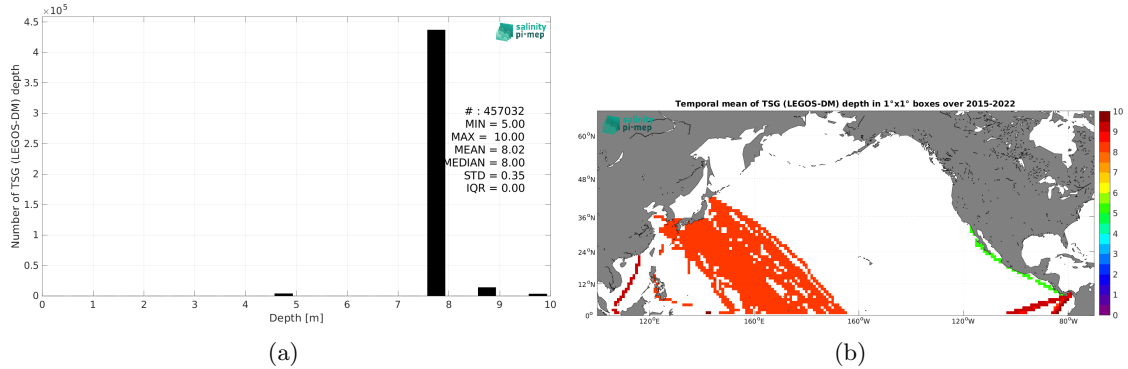 ×10⁵
4.5
4
3.5
3
2.5
2
1.5
1
0.5
0
Number of TSG (LEGOS-DM) depth
salinity
pi-mep
# : 457032
MIN = 5.00
MAX = 10.00
MEAN = 8.02
MEDIAN = 8.00
STD = 0.35
IQR = 0.00
0 1 2 3 4 5 6 7 8 9 10
Depth [m]
(a)
Temporal mean of TSG (LEGOS-DM) depth in 1°x1° boxes over 2015-2022
salinity
pi-mep
60°N
48°N
36°N
24°N
12°N
0°
120°E 160°E 160°W 120°W 80°W
10
9
8
7
6
5
4
3
2
1
0
(b)